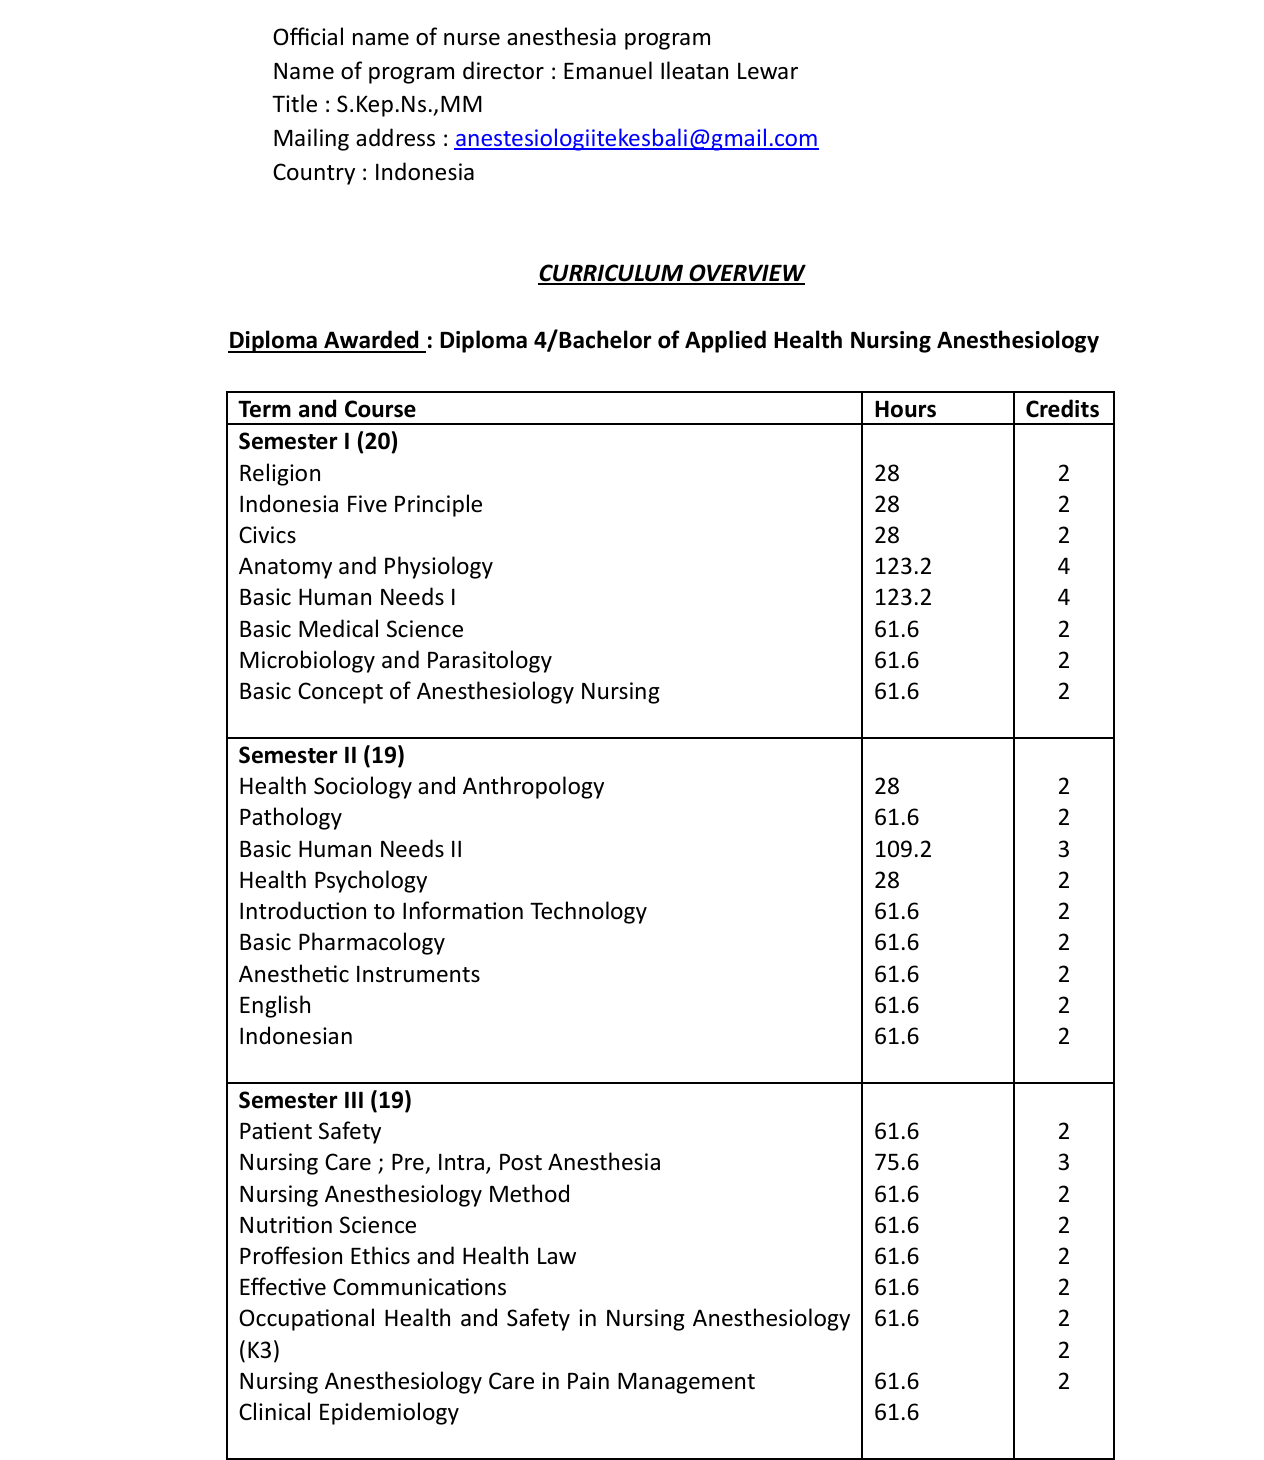 Official name of nurse anesthesia program
Name of program director : Emanuel Ileatan Lewar
Title : S.Kep.Ns.,MM
Mailing address : anestesiologiitekesbali@gmail.com
Country : Indonesia
CURRICULUM OVERVIEW
Diploma Awarded : Diploma 4/Bachelor of Applied Health Nursing Anesthesiology
Term and Course Hours Credits
Semester I (20)
Religion 28 2
Indonesia Five Principle 28 2
Civics 28 2
Anatomy and Physiology 123.2 4
Basic Human Needs I 123.2 4
Basic Medical Science 61.6 2
Microbiology and Parasitology 61.6 2
Basic Concept of Anesthesiology Nursing 61.6 2
Semester II (19)
Health Sociology and Anthropology 28 2
Pathology 61.6 2
Basic Human Needs II 109.2 3
Health Psychology 28 2
Introduction to Information Technology 61.6 2
Basic Pharmacology 61.6 2
Anesthetic Instruments 61.6 2
English 61.6 2
Indonesian 61.6 2
Semester III (19)
Patient Safety 61.6 2
Nursing Care ; Pre, Intra, Post Anesthesia 75.6 3
Nursing Anesthesiology Method 61.6 2
Nutrition Science 61.6 2
Proffesion Ethics and Health Law 61.6 2
Effective Communications 61.6 2
Occupational Health and Safety in Nursing Anesthesiology 61.6 2
(K3) 2
Nursing Anesthesiology Care in Pain Management 61.6 2
Clinical Epidemiology 61.6